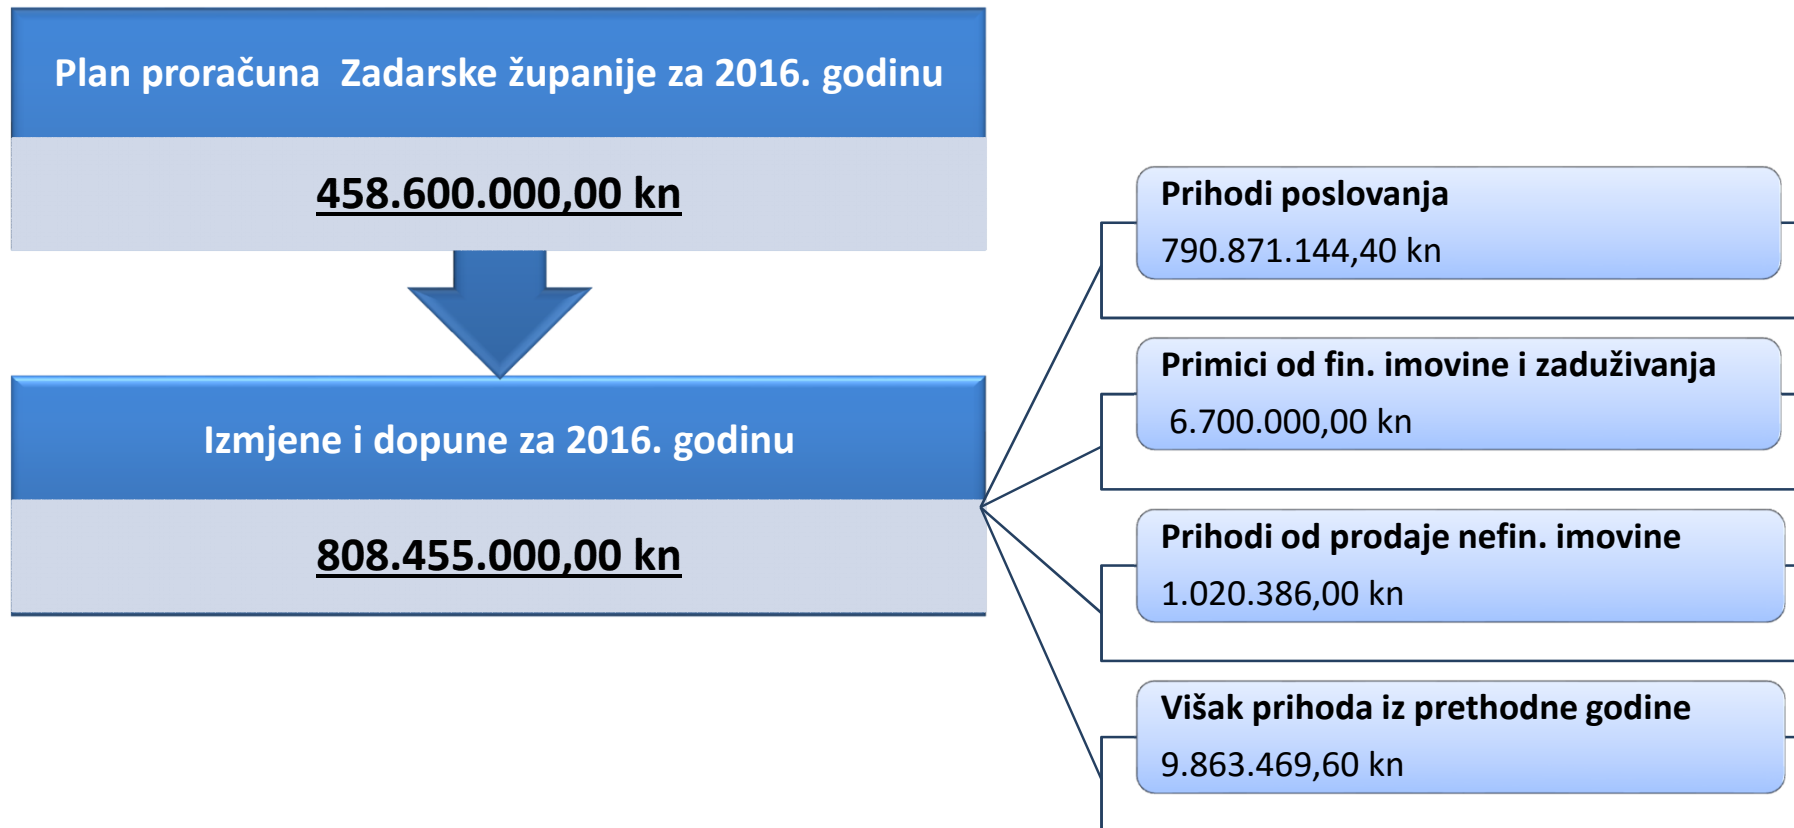 Plan proračuna  Zadarske županije za 2016. godinu
458.600.000,00 kn
Izmjene i dopune za 2016. godinu
808.455.000,00 kn
Prihodi poslovanja
790.871.144,40 kn
Primici od fin. imovine i zaduživanja
6.700.000,00 kn
Prihodi od prodaje nefin. imovine
1.020.386,00 kn
Višak prihoda iz prethodne godine
9.863.469,60 kn